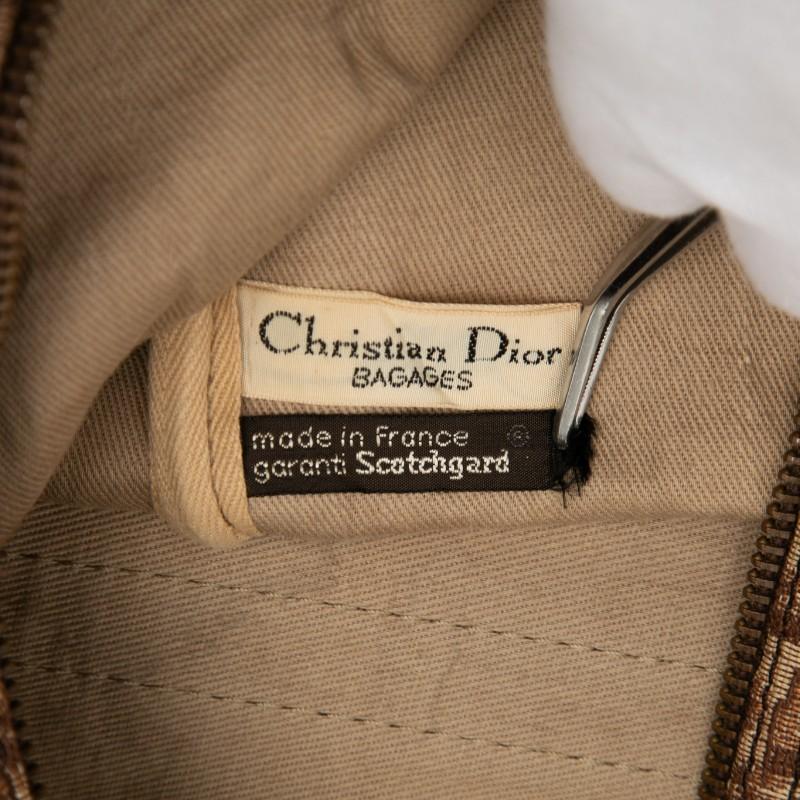 Christian Dior
BAGAGES
made in France ®
garanti Scotchgard